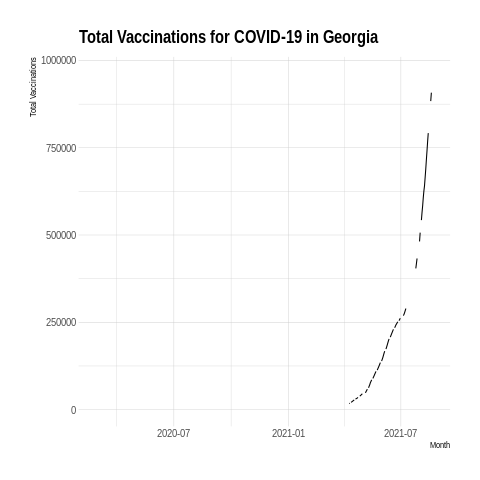 Total Vaccinations for COVID-19 in Georgia
Total Vaccinations
1000000
750000
500000
250000
0
2020-07
2021-01
2021-07
Month